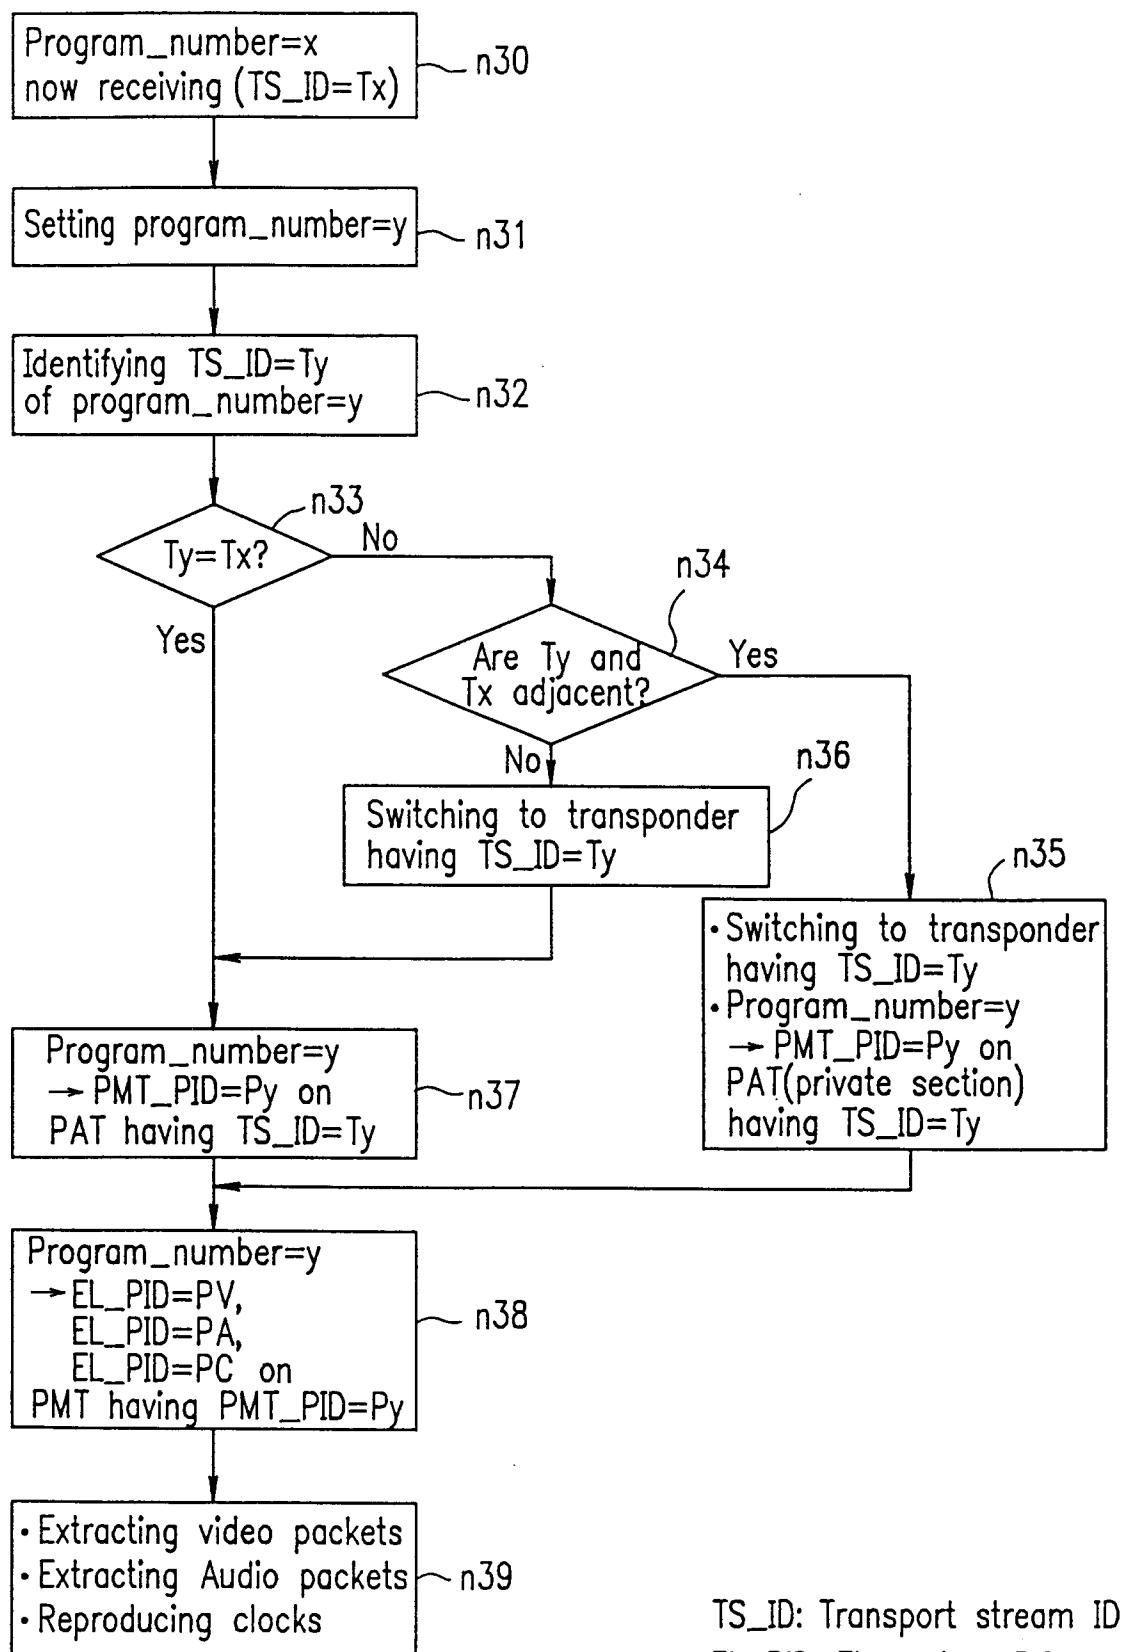 Program_number=x
now receiving (TS_ID=Tx)
n30
Setting program_number=y
n31
Identifying TS_ID=Ty
of program_number=y
n32
n33
Ty=Tx?
No
Yes
n34
Are Ty and
Tx adjacent?
Yes
No
n36
Switching to transponder
having TS_ID=Ty
n35
· Switching to transponder
having TS_ID=Ty
· Program_number=y
→ PMT_PID=Py on
PAT(private section)
having TS_ID=Ty
Program_number=y
→ PMT_PID=Py on
PAT having TS_ID=Ty
n37
Program_number=y
→ EL_PID=PV,
EL_PID=PA,
EL_PID=PC on
PMT having PMT_PID=Py
n38
· Extracting video packets
· Extracting Audio packets
· Reproducing clocks
n39
TS_ID: Transport stream ID